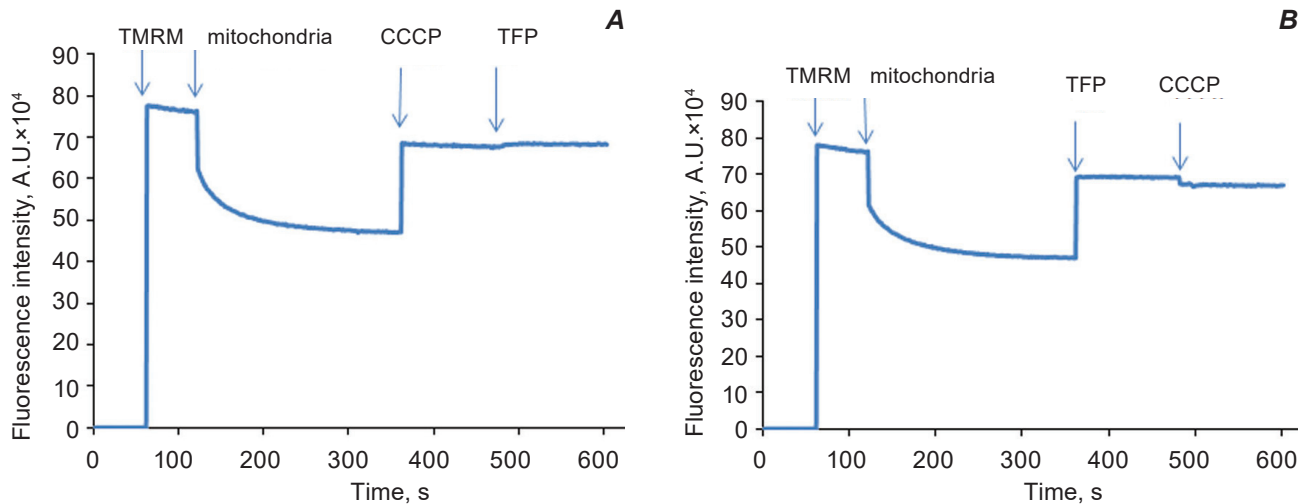 A
TMRM mitochondria CCCP TFP
90
80
70
60
50
40
30
20
10
0
Fluorescence intensity, A.U.×10⁴
0 100 200 300 400 500 600
Time, s
B
TMRM mitochondria TFP CCCP
90
80
70
60
50
40
30
20
10
0
Fluorescence intensity, A.U.×10⁴
0 100 200 300 400 500 600
Time, s